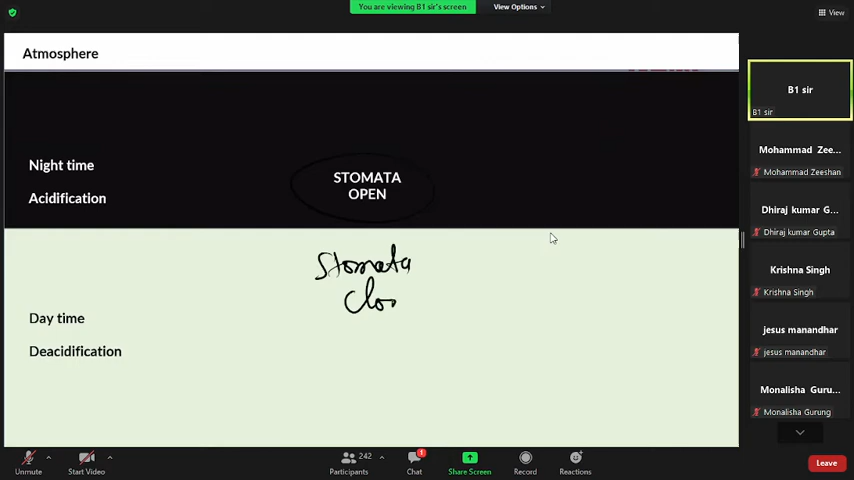 You are viewing B1 sir's screen
View Options
View
Atmosphere
Night time
Acidification
STOMATA
OPEN
Stomata
Clos
Day time
Deacidification
B1 sir
B1 sir
Mohammad Zee...
Mohammad Zeeshan
Dhiraj kumar G...
Dhiraj kumar Gupta
Krishna Singh
Krishna Singh
jesus manandhar
jesus manandhar
Monalisha Guru...
Monalisha Gurung
Unmute
Start Video
242
Participants
1
Chat
Share Screen
Record
Reactions
Leave